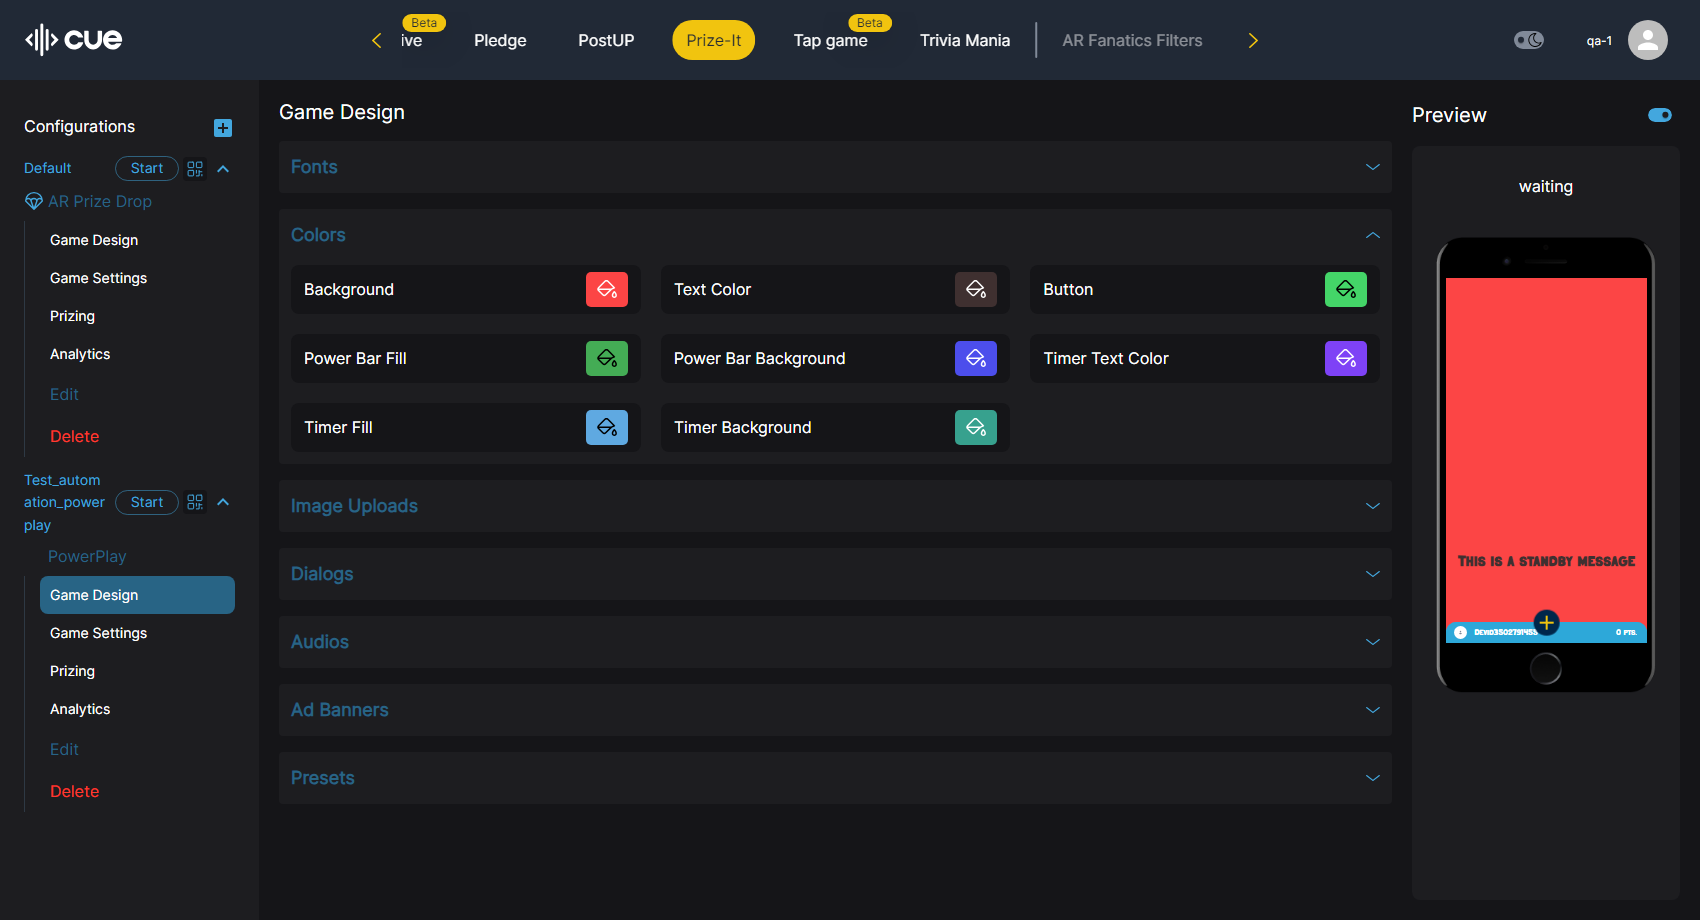 cue
Beta
ive
Pledge
PostUP
Prize-It
Beta
Tap game
Trivia Mania
AR Fanatics Filters
qa-1
Configurations
Default
Start
AR Prize Drop
Game Design
Game Settings
Prizing
Analytics
Edit
Delete
Test_autom
ation_power
play
Start
PowerPlay
Game Design
Game Settings
Prizing
Analytics
Edit
Delete
Game Design
Fonts
Colors
Background
Text Color
Button
Power Bar Fill
Power Bar Background
Timer Text Color
Timer Fill
Timer Background
Image Uploads
Dialogs
Audios
Ad Banners
Presets
Preview
waiting
This is a standby message
0 pts.